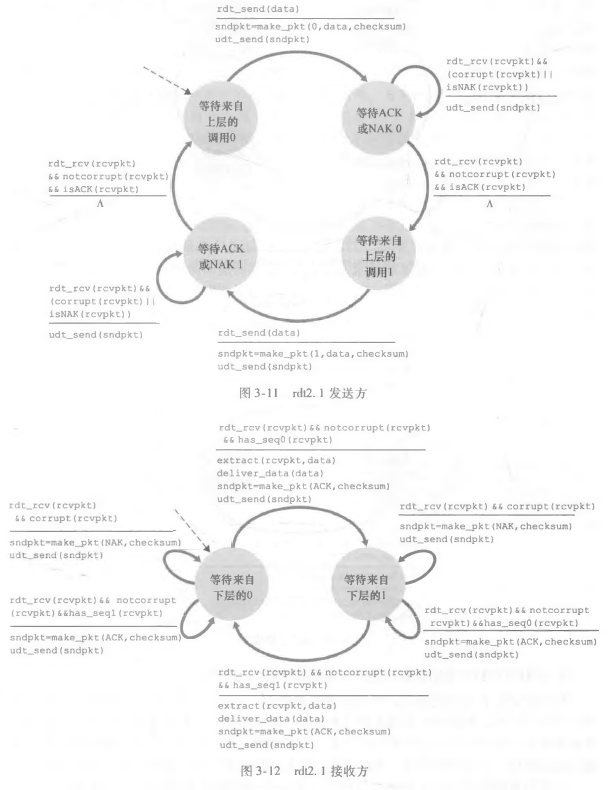 rdt_send(data)
sndpkt=make_pkt(0,data,checksum)
udt_send(sndpkt)
rdt_rcv(rcvpkt)&&
(corrupt(rcvpkt)||
isNAK(rcvpkt))
udt_send(sndpkt)
等待来自
上层的
调用0
等待ACK
或NAK 0
rdt_rcv(rcvpkt)
&& notcorrupt(rcvpkt)
&& isACK(rcvpkt)
Λ
rdt_rcv(rcvpkt)
&& notcorrupt(rcvpkt)
&& isACK(rcvpkt)
Λ
等待ACK
或NAK 1
等待来自
上层的
调用1
rdt_rcv(rcvpkt)&&
(corrupt(rcvpkt)||
isNAK(rcvpkt))
udt_send(sndpkt)
rdt_send(data)
sndpkt=make_pkt(1,data,checksum)
udt_send(sndpkt)
图 3-11 rdt2. 1 发送方
rdt_rcv(rcvpkt)&& notcorrupt(rcvpkt)
&& has_seq0(rcvpkt)
extract(rcvpkt,data)
deliver_data(data)
sndpkt=make_pkt(ACK,checksum)
udt_send(sndpkt)
rdt_rcv(rcvpkt)
&& corrupt(rcvpkt)
sndpkt=make_pkt(NAK,checksum)
udt_send(sndpkt)
rdt_rcv(rcvpkt) && corrupt(rcvpkt)
sndpkt=make_pkt(NAK,checksum)
udt_send(sndpkt)
等待来自
下层的0
等待来自
下层的1
rdt_rcv(rcvpkt)&& notcorrupt
(rcvpkt)&&has_seq1(rcvpkt)
sndpkt=make_pkt(ACK,checksum)
udt_send(sndpkt)
rdt_rcv(rcvpkt)&& notcorrupt
rcvpkt)&&has_seq0(rcvpkt)
sndpkt=make_pkt(ACK,checksum)
udt_send(sndpkt)
rdt_rcv(rcvpkt) && notcorrupt(rcvpkt)
&& has_seq1(rcvpkt)
extract(rcvpkt,data)
deliver_data(data)
sndpkt=make_pkt(ACK,checksum)
udt_send(sndpkt)
图 3-12 rdt2. 1 接收方